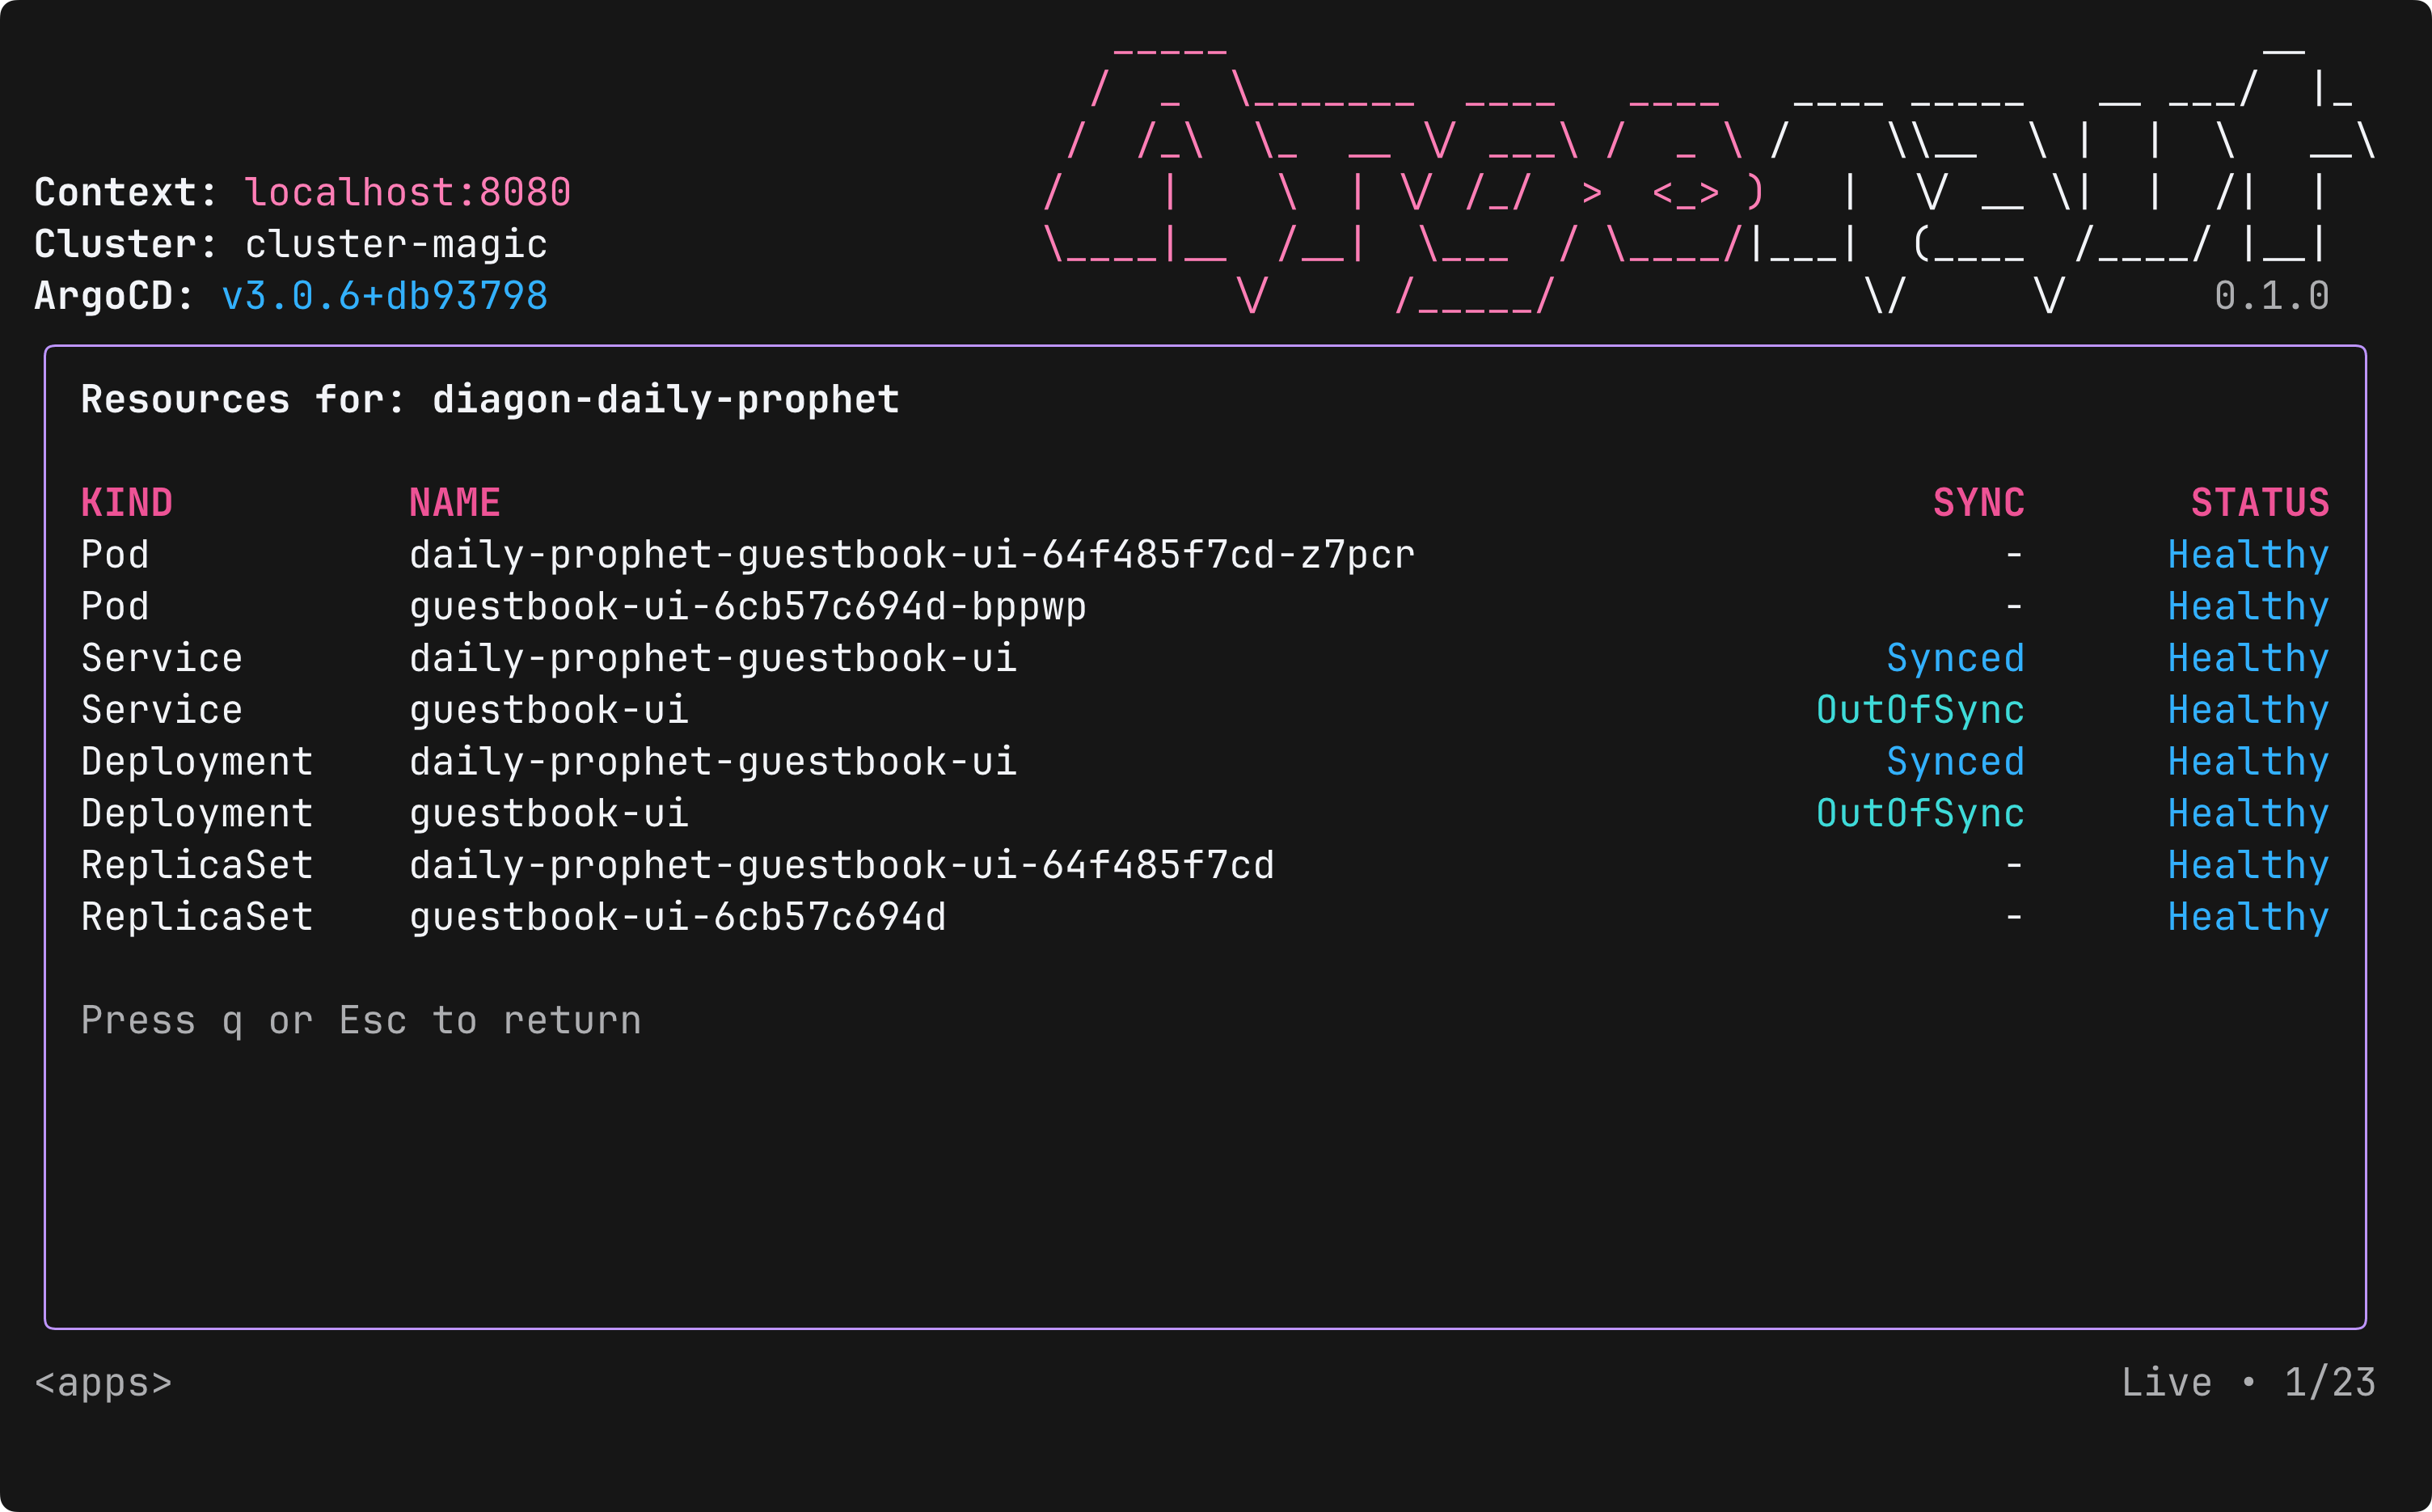 Argonaut
Context: localhost:8080
Cluster: cluster-magic
ArgoCD: v3.0.6+db93798
0.1.0
Resources for: diagon-daily-prophet
KIND NAME SYNC STATUS
Pod daily-prophet-guestbook-ui-64f485f7cd-z7pcr - Healthy
Pod guestbook-ui-6cb57c694d-bppwp - Healthy
Service daily-prophet-guestbook-ui Synced Healthy
Service guestbook-ui OutOfSync Healthy
Deployment daily-prophet-guestbook-ui Synced Healthy
Deployment guestbook-ui OutOfSync Healthy
ReplicaSet daily-prophet-guestbook-ui-64f485f7cd - Healthy
ReplicaSet guestbook-ui-6cb57c694d - Healthy
Press q or Esc to return
<apps> Live • 1/23